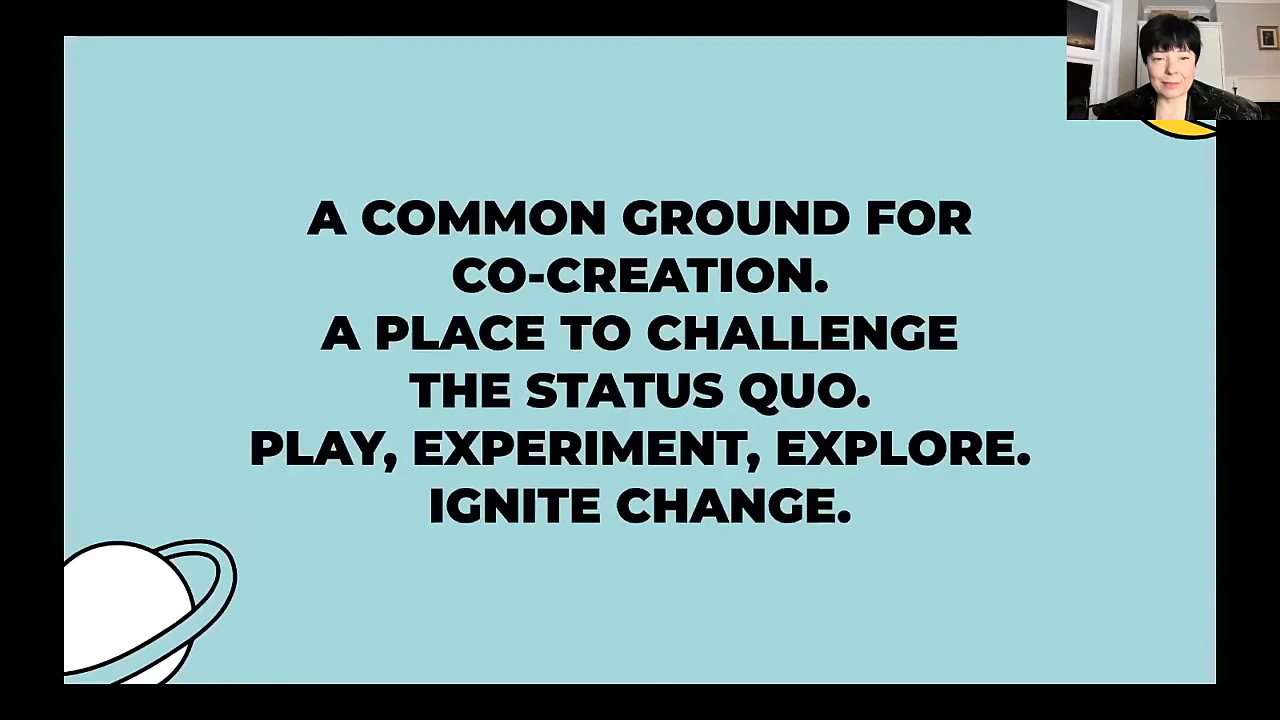 A COMMON GROUND FOR
CO-CREATION.
A PLACE TO CHALLENGE
THE STATUS QUO.
PLAY, EXPERIMENT, EXPLORE.
IGNITE CHANGE.